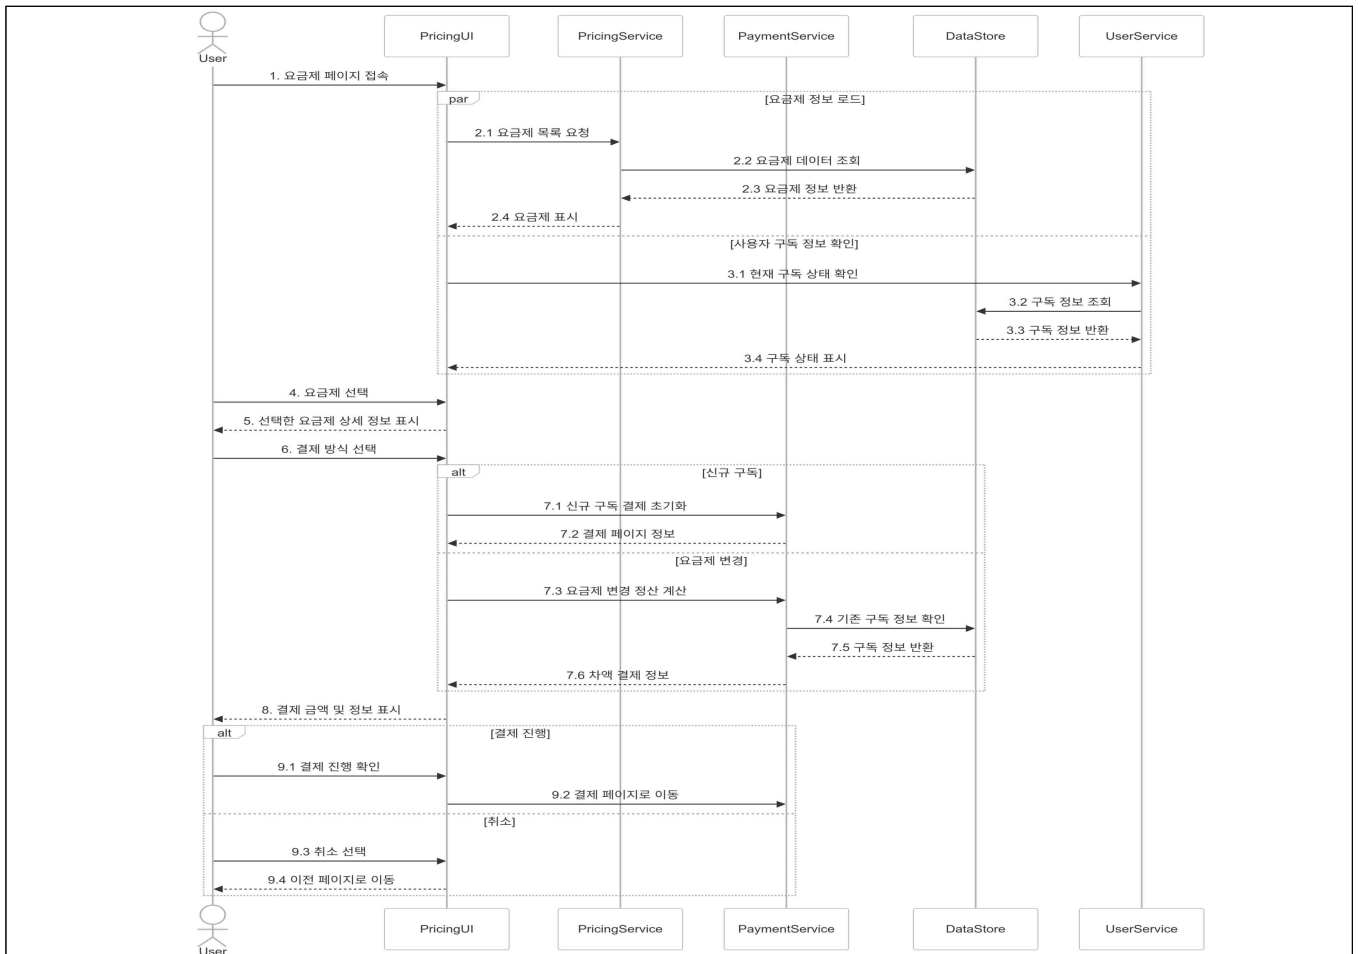 User
PricingUI
PricingService
PaymentService
DataStore
UserService
1. 요금제 페이지 접속
par
[요금제 정보 로드]
2.1 요금제 목록 요청
2.2 요금제 데이터 조회
2.3 요금제 정보 반환
2.4 요금제 표시
[사용자 구독 정보 확인]
3.1 현재 구독 상태 확인
3.2 구독 정보 조회
3.3 구독 정보 반환
3.4 구독 상태 표시
4. 요금제 선택
5. 선택한 요금제 상세 정보 표시
6. 결제 방식 선택
alt
[신규 구독]
7.1 신규 구독 결제 초기화
7.2 결제 페이지 정보
[요금제 변경]
7.3 요금제 변경 정산 계산
7.4 기존 구독 정보 확인
7.5 구독 정보 반환
7.6 차액 결제 정보
8. 결제 금액 및 정보 표시
alt
[결제 진행]
9.1 결제 진행 확인
9.2 결제 페이지로 이동
[취소]
9.3 취소 선택
9.4 이전 페이지로 이동
User
PricingUI
PricingService
PaymentService
DataStore
UserService